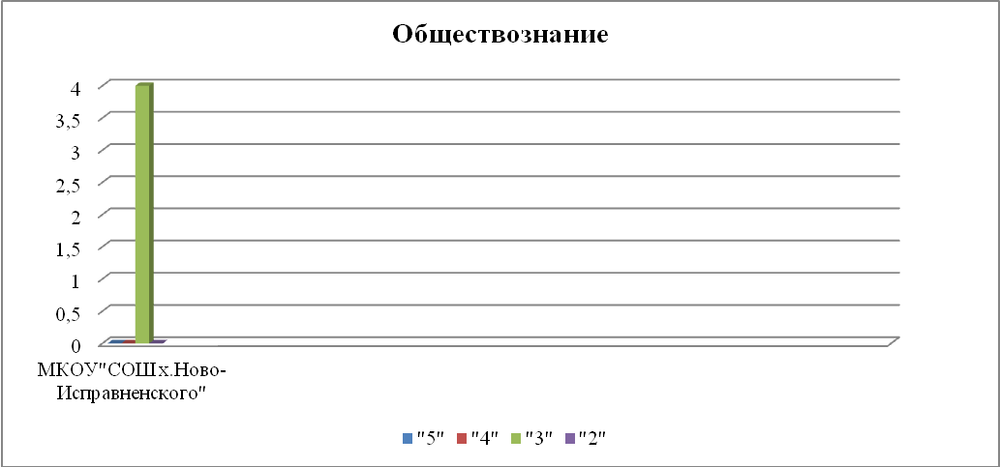 Обществознание
4
3,5
3
2,5
2
1,5
1
0,5
0
МКОУ"СОШ х.Ново-
Исправненского"
"5" "4" "3" "2"